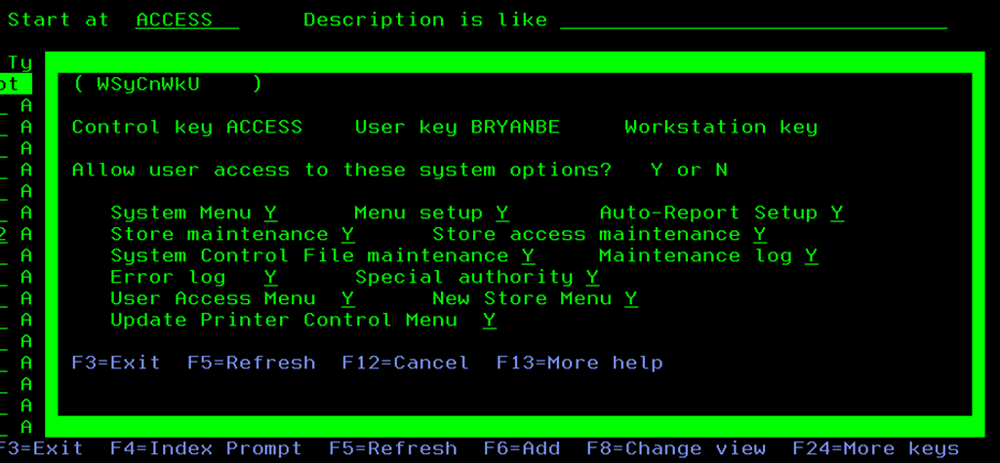 Start at ACCESS Description is like
Ty
pt
( WSyCnWkU )
_ A
Control key ACCESS User key BRYANBE Workstation key
_ A
_ A
Allow user access to these system options? Y or N
_ A
_ A
System Menu Y Menu setup Y Auto-Report Setup Y
_ A
Store maintenance Y Store access maintenance Y
2 A
System Control File maintenance Y Maintenance log Y
_ A
Error log Y Special authority Y
_ A
User Access Menu Y New Store Menu Y
_ A
Update Printer Control Menu Y
_ A
_ A
F3=Exit F5=Refresh F12=Cancel F13=More help
_ A
_ A
_ A
_ A
F3=Exit F4=Index Prompt F5=Refresh F6=Add F8=Change view F24=More keys